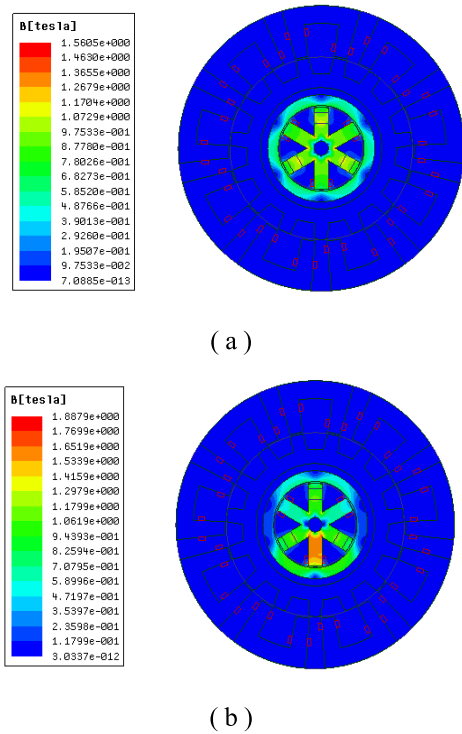 B[tesla]
1.5605e+000
1.4630e+000
1.3655e+000
1.2679e+000
1.1704e+000
1.0729e+000
9.7533e-001
8.7780e-001
7.8026e-001
6.8273e-001
5.8520e-001
4.8766e-001
3.9013e-001
2.9260e-001
1.9507e-001
9.7533e-002
7.0885e-013
( a )
B[tesla]
1.8879e+000
1.7699e+000
1.6519e+000
1.5339e+000
1.4159e+000
1.2979e+000
1.1799e+000
1.0619e+000
9.4393e-001
8.2594e-001
7.0795e-001
5.8996e-001
4.7197e-001
3.5397e-001
2.3598e-001
1.1799e-001
3.0337e-012
( b )